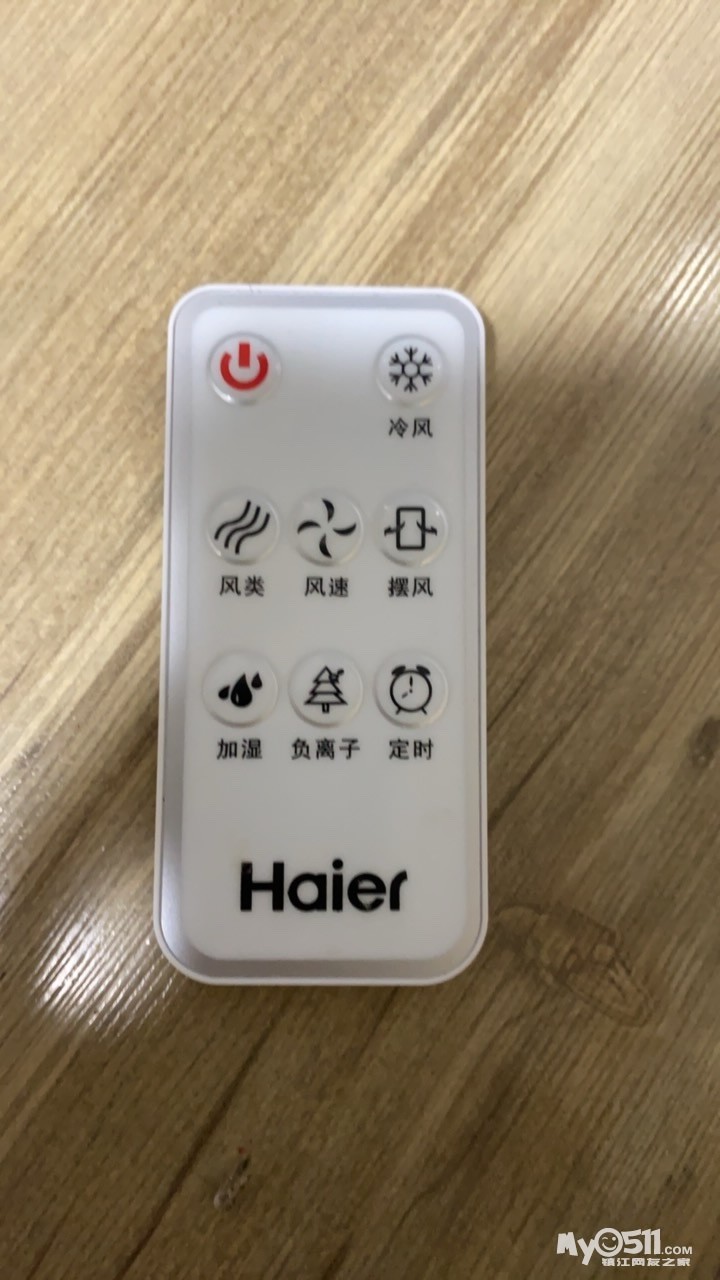 冷风
风类 风速 摆风
加湿 负离子 定时
Haier
My0511.COM
镇江网友之家